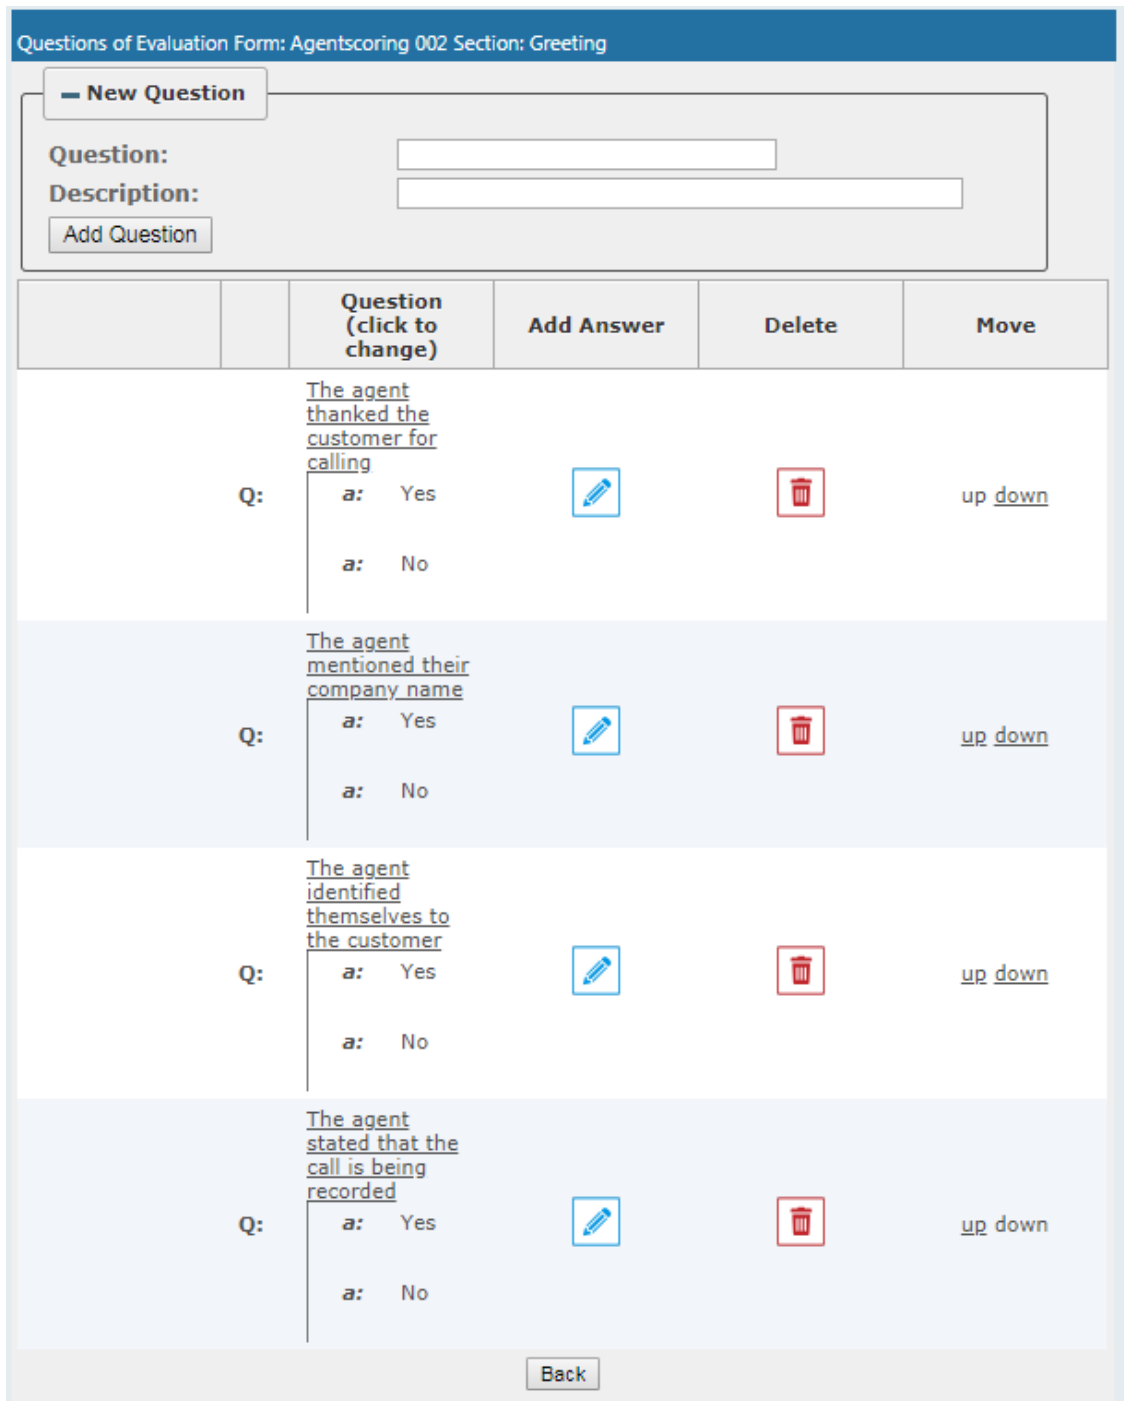 Questions of Evaluation Form: Agentscoring 002 Section: Greeting
New Question
Question:
Description:
Add Question
Question
(click to
change)
Add Answer
Delete
Move
The agent
thanked the
customer for
calling
Q:
a: Yes
up down
a: No
The agent
mentioned their
company name
Q:
a: Yes
up down
a: No
The agent
identified
themselves to
the customer
Q:
a: Yes
up down
a: No
The agent
stated that the
call is being
recorded
Q:
a: Yes
up down
a: No
Back